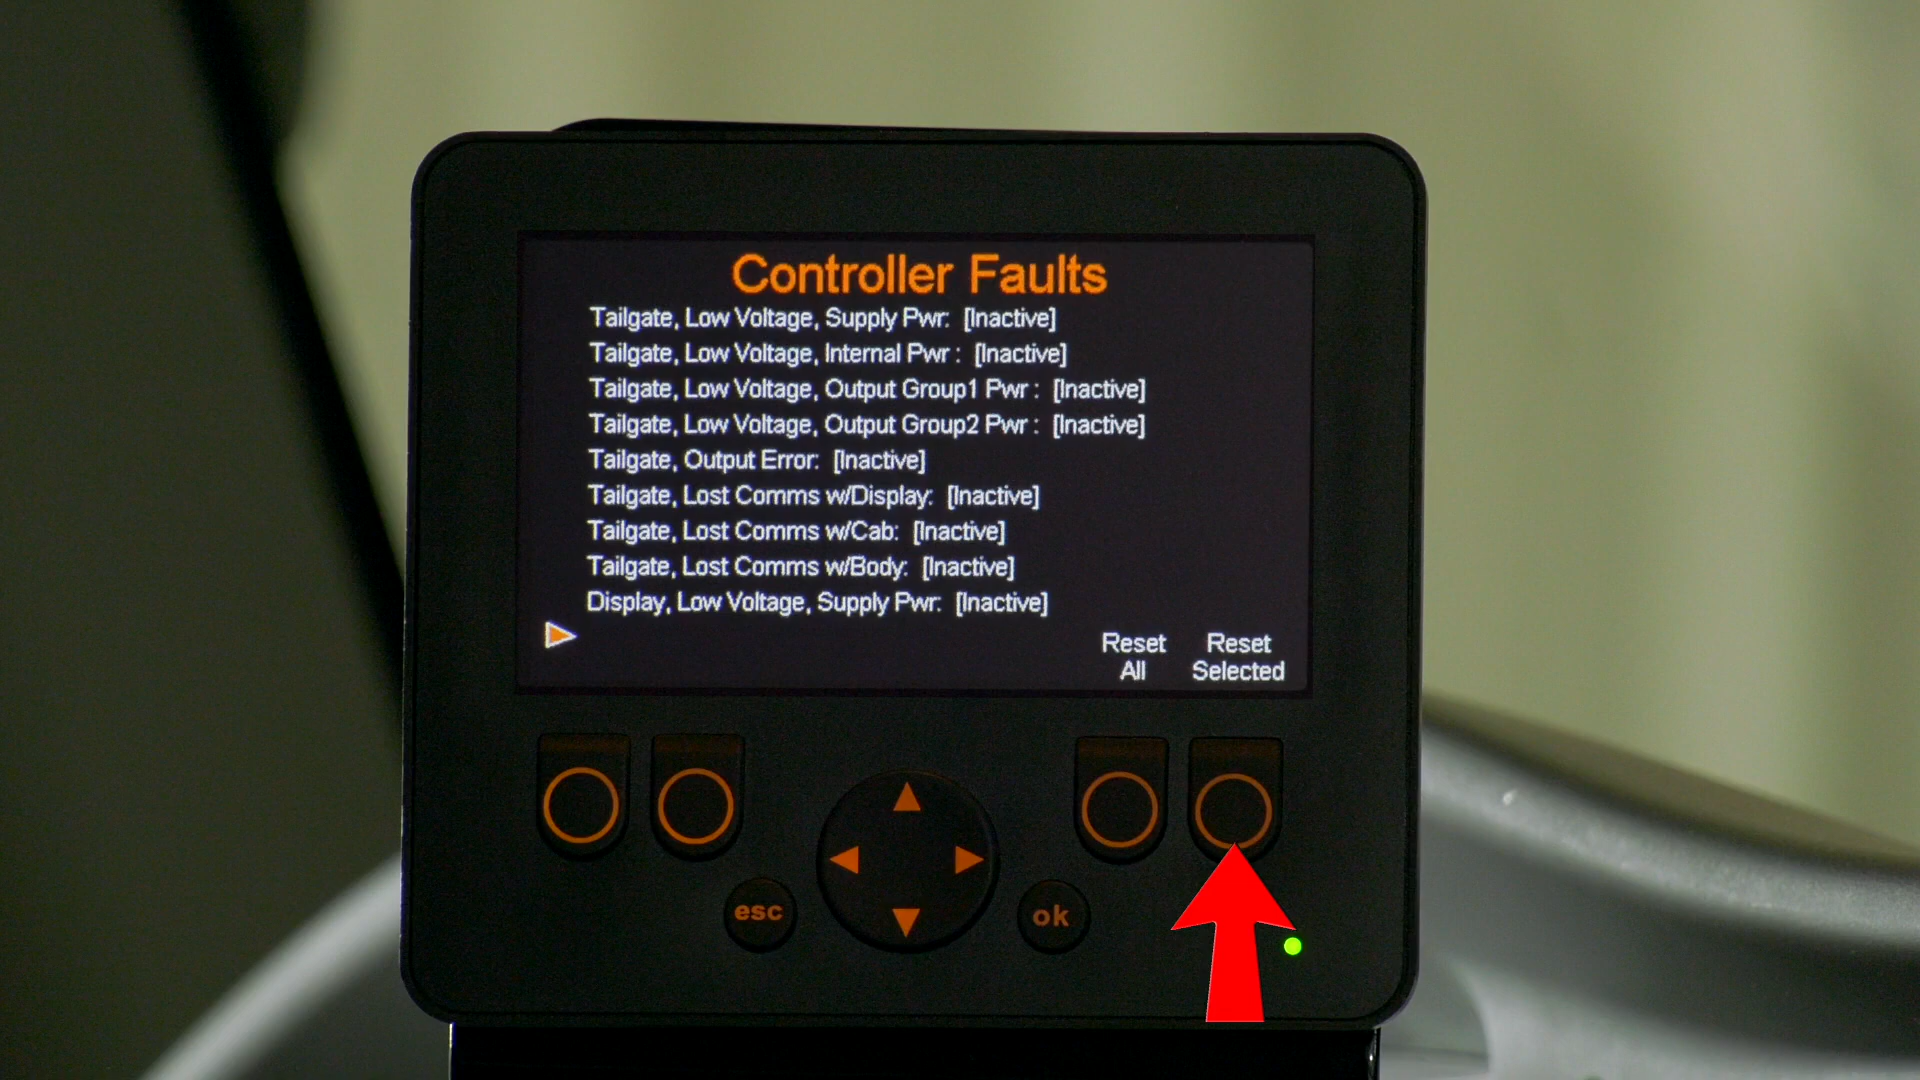 Controller Faults
Tailgate, Low Voltage, Supply Pwr: [Inactive]
Tailgate, Low Voltage, Internal Pwr : [Inactive]
Tailgate, Low Voltage, Output Group1 Pwr : [Inactive]
Tailgate, Low Voltage, Output Group2 Pwr : [Inactive]
Tailgate, Output Error: [Inactive]
Tailgate, Lost Comms w/Display: [Inactive]
Tailgate, Lost Comms w/Cab: [Inactive]
Tailgate, Lost Comms w/Body: [Inactive]
Display, Low Voltage, Supply Pwr: [Inactive]
Reset All
Reset Selected
esc
ok